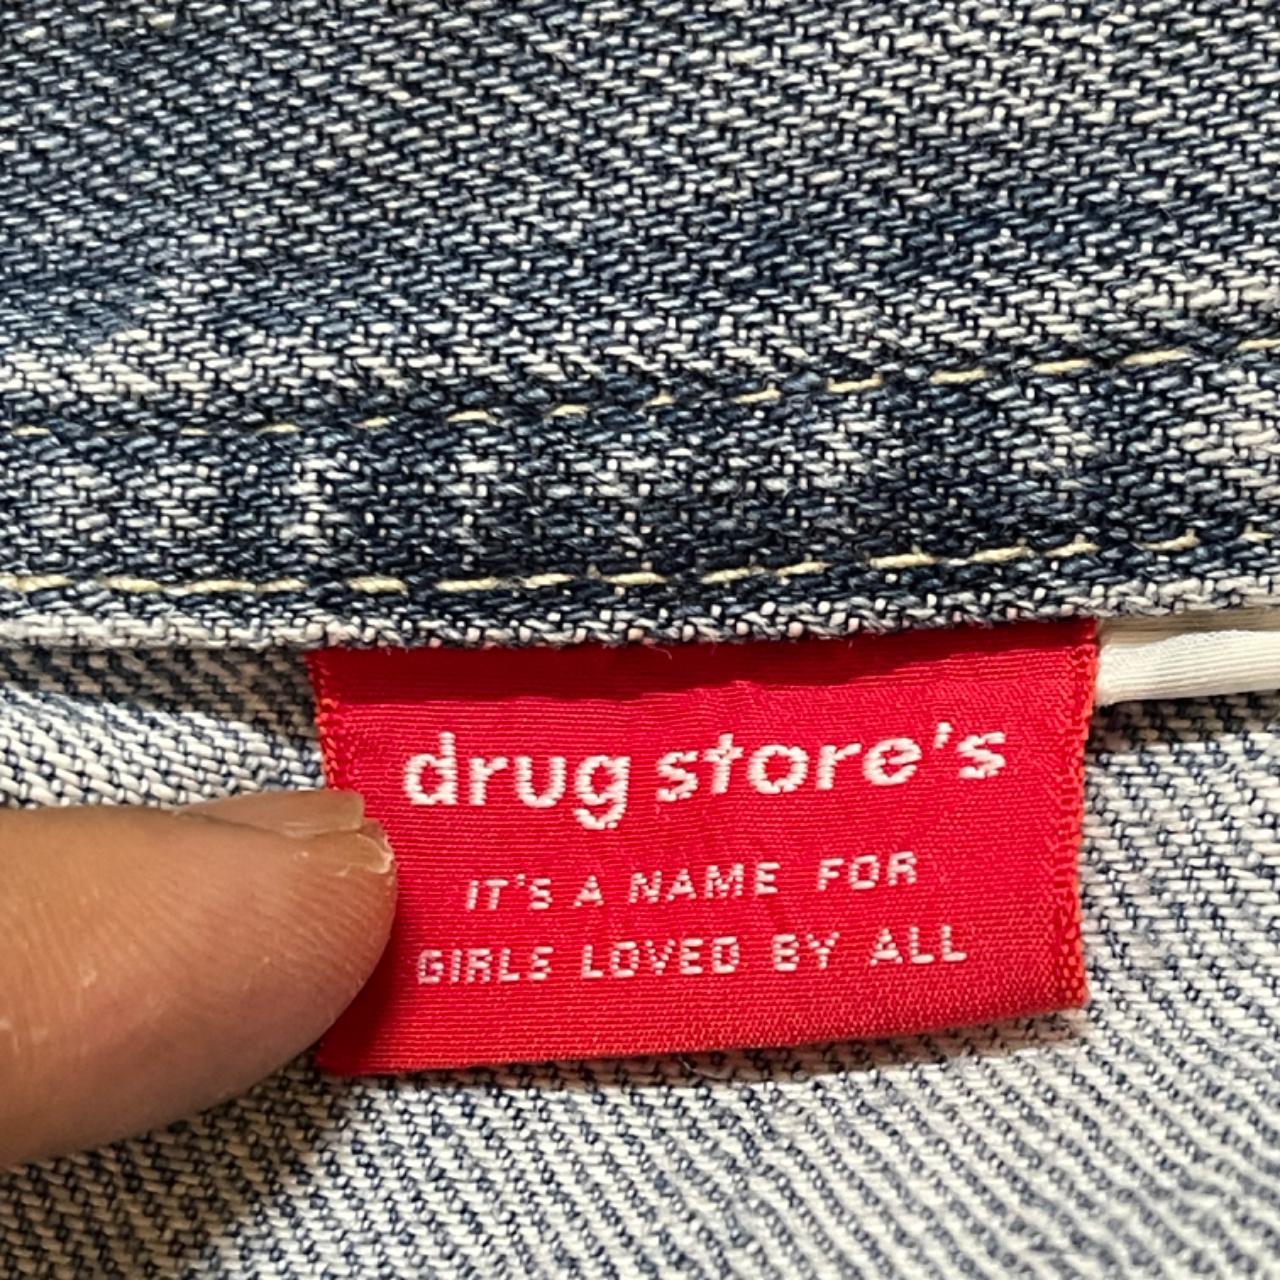 drug store's
IT'S A NAME FOR
GIRLS LOVED BY ALL